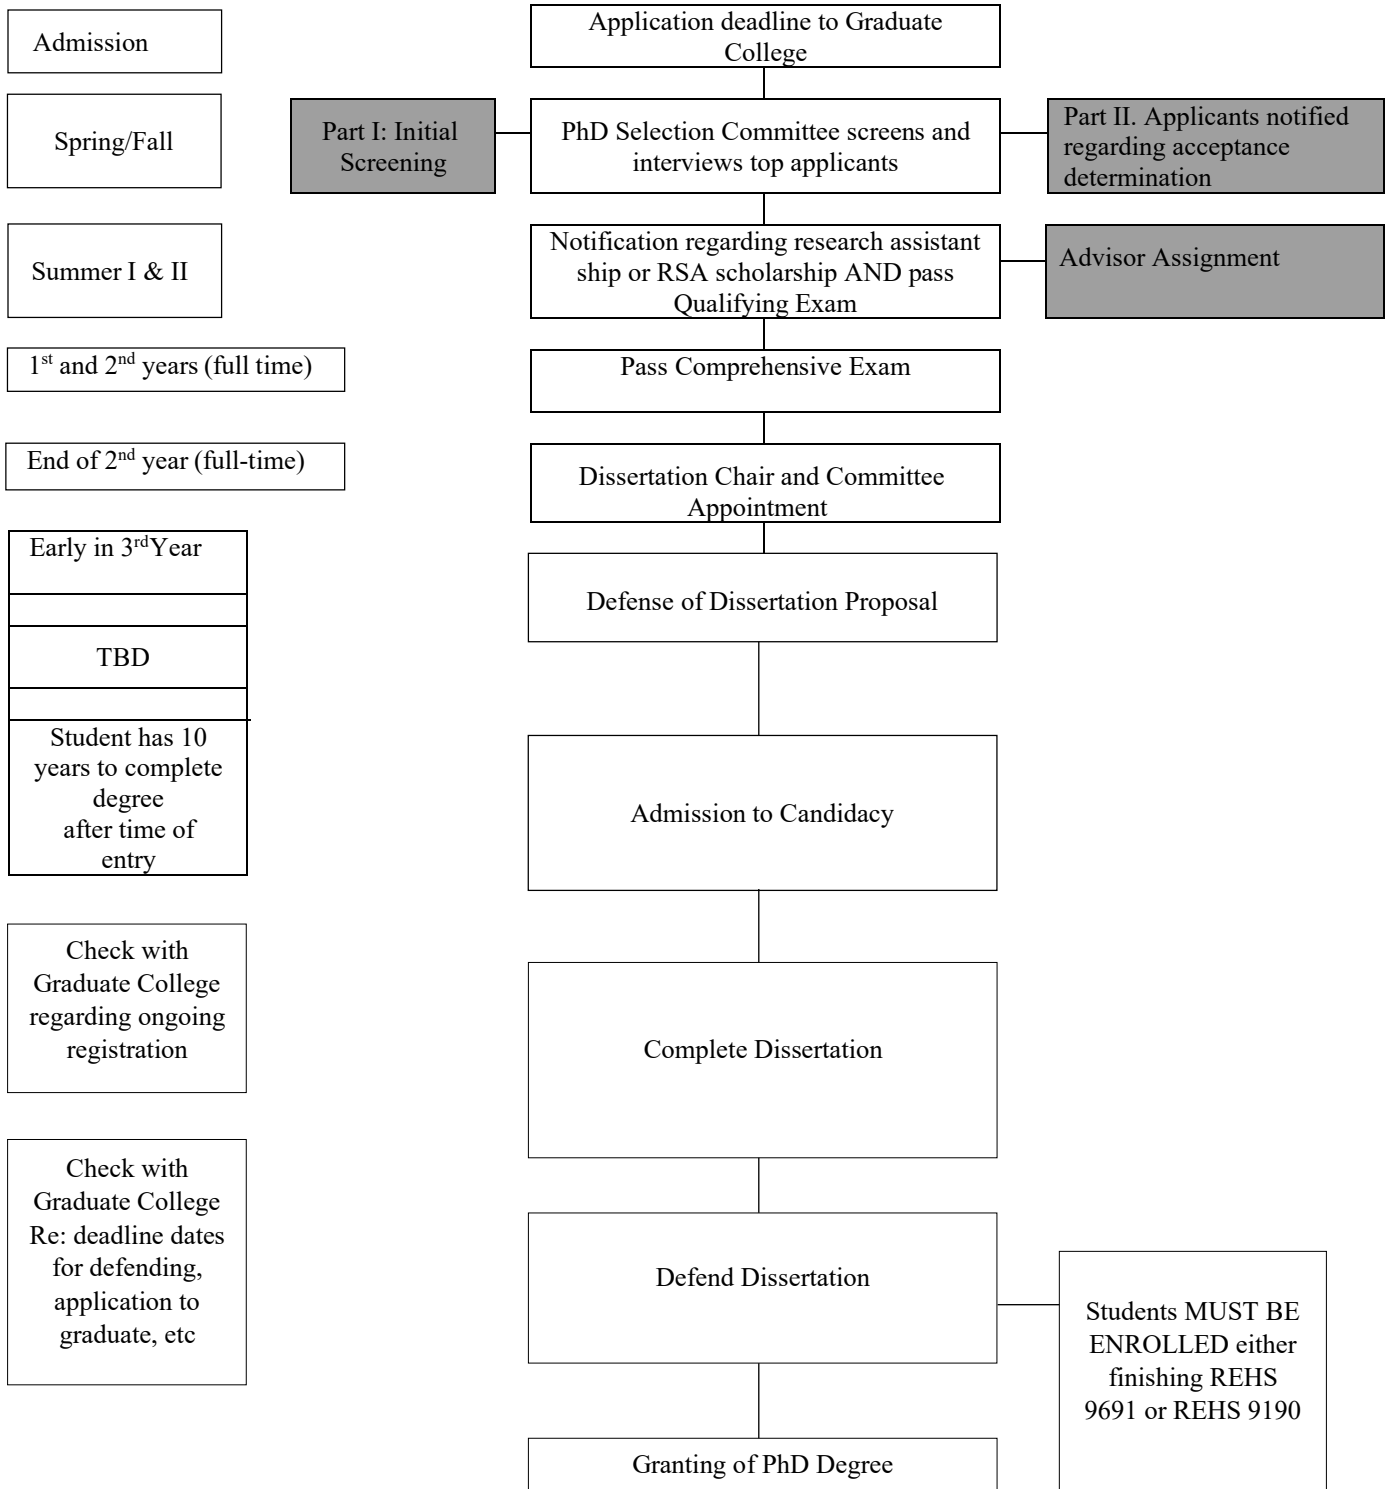 Admission
Application deadline to Graduate
College
Spring/Fall
Part I: Initial
Screening
PhD Selection Committee screens and
interviews top applicants
Part II. Applicants notified
regarding acceptance
determination
Summer I & II
Notification regarding research assistant
ship or RSA scholarship AND pass
Qualifying Exam
Advisor Assignment
1st and 2nd years (full time)
Pass Comprehensive Exam
End of 2nd year (full-time)
Dissertation Chair and Committee
Appointment
Early in 3rdYear
Defense of Dissertation Proposal
TBD
Student has 10
years to complete
degree
after time of
entry
Admission to Candidacy
Check with
Graduate College
regarding ongoing
registration
Complete Dissertation
Check with
Graduate College
Re: deadline dates
for defending,
application to
graduate, etc
Defend Dissertation
Students MUST BE
ENROLLED either
finishing REHS
9691 or REHS 9190
Granting of PhD Degree